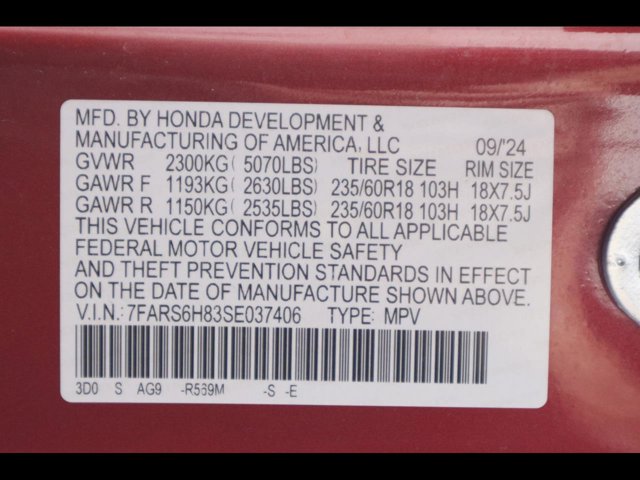 MFD. BY HONDA DEVELOPMENT &
MANUFACTURING OF AMERICA, LLC 09/'24
GVWR 2300KG( 5070LBS) TIRE SIZE RIM SIZE
GAWR F 1193KG( 2630LBS) 235/60R18 103H 18X7.5J
GAWR R 1150KG( 2535LBS) 235/60R18 103H 18X7.5J
THIS VEHICLE CONFORMS TO ALL APPLICABLE
FEDERAL MOTOR VEHICLE SAFETY
AND THEFT PREVENTION STANDARDS IN EFFECT
ON THE DATE OF MANUFACTURE SHOWN ABOVE.
V.I.N.: 7FARS6H83SE037406 TYPE: MPV
3D0 S AG9 -R569M -S -E